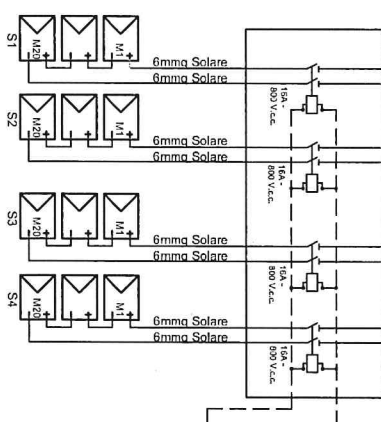 S1
M20
M1
6mmq Solare
6mmq Solare
16A -
800 V.c.c.
S2
M20
M1
6mmq Solare
6mmq Solare
16A -
800 V.c.c.
S3
M20
M1
6mmq Solare
6mmq Solare
16A -
800 V.c.c.
S4
M20
M1
6mmq Solare
6mmq Solare
16A -
800 V.c.c.